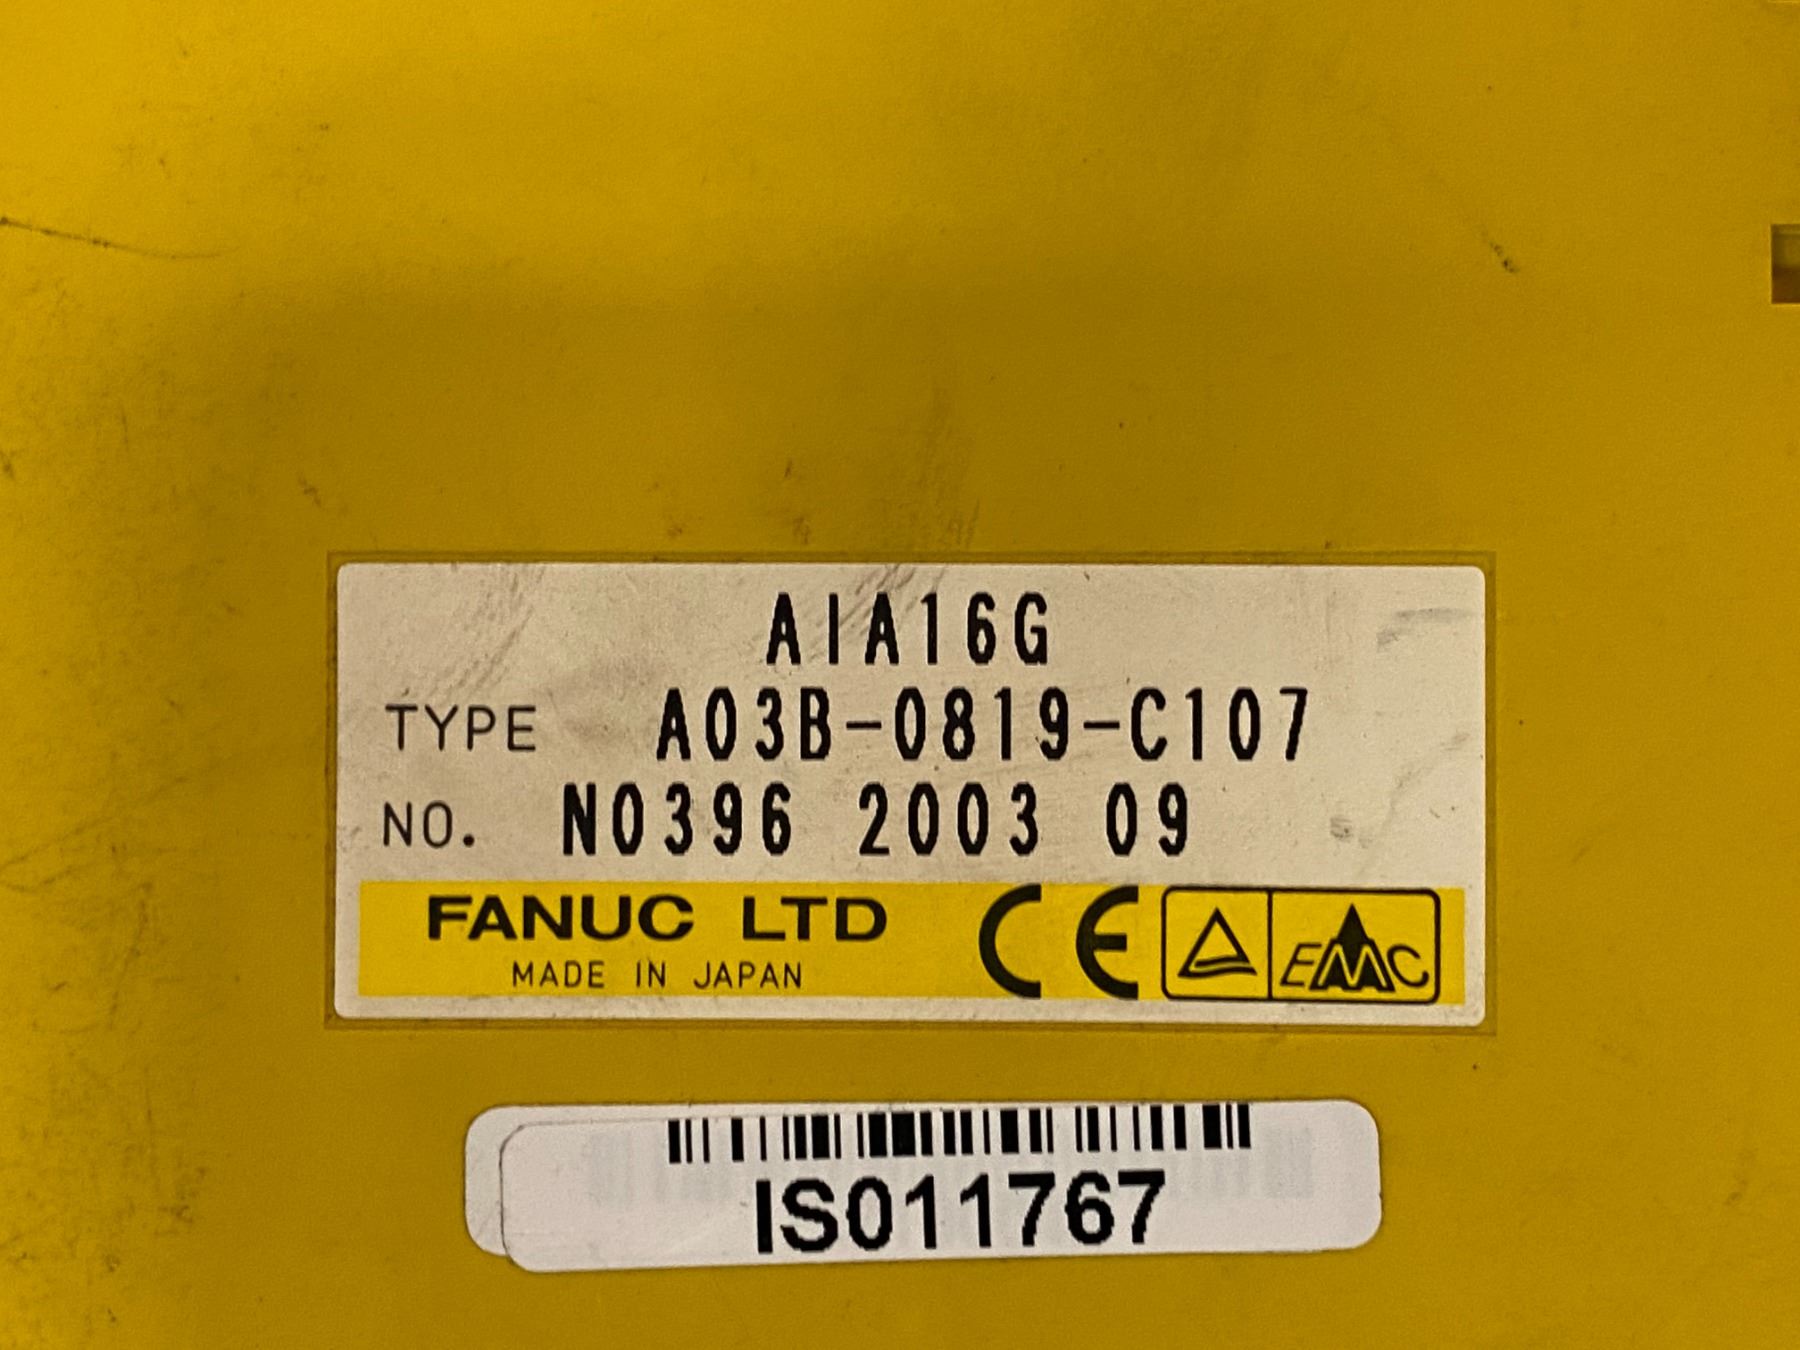 AIA16G
TYPE A03B-0819-C107
NO. N0396 2003 09
FANUC LTD
MADE IN JAPAN
CE
EMC
IS011767